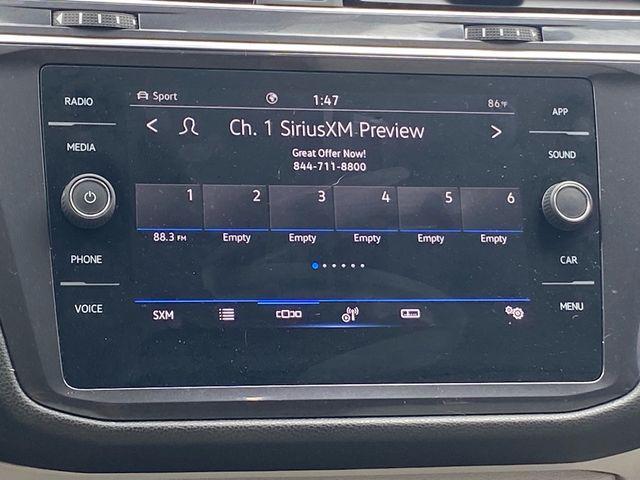 RADIO
MEDIA
PHONE
VOICE
Sport
1:47
86°F
Ch. 1 SiriusXM Preview
Great Offer Now!
844-711-8800
1 2 3 4 5 6
88.3 FM Empty Empty Empty Empty Empty
SXM
APP
SOUND
CAR
MENU